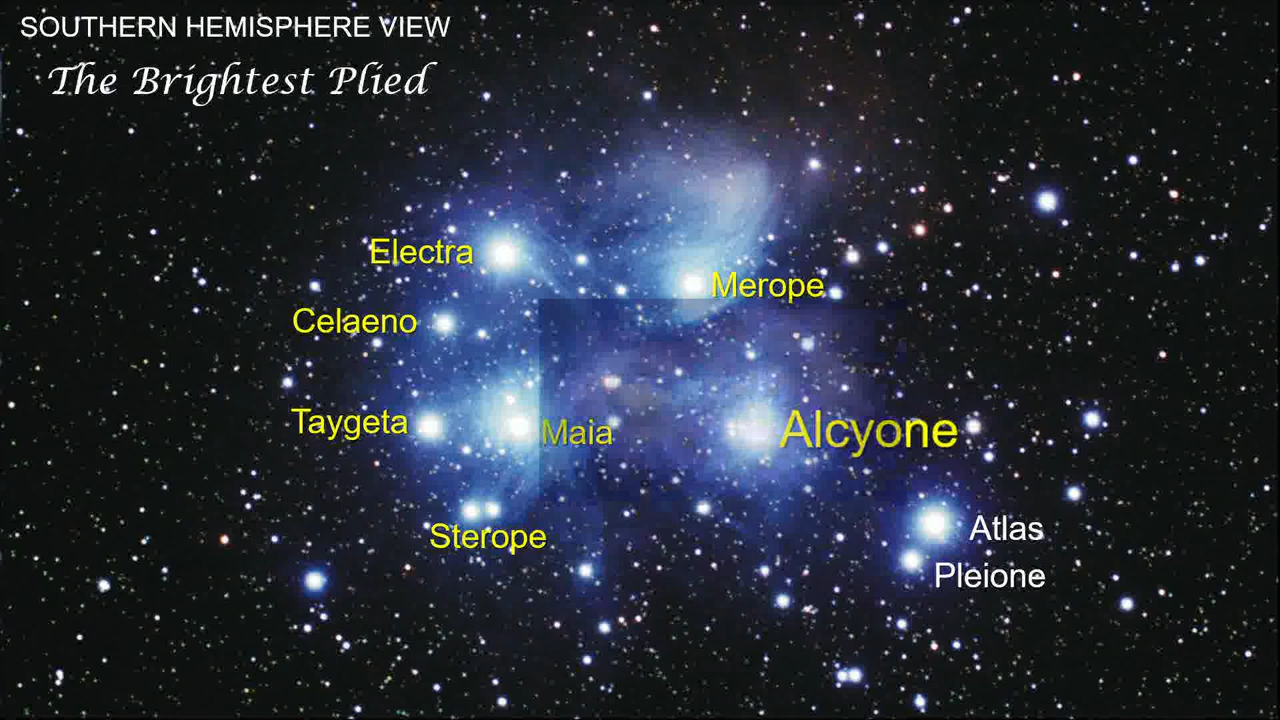 SOUTHERN HEMISPHERE VIEW
The Brightest Plied
Electra
Merope
Celaeno
Taygeta
Maia
Alcyone
Sterope
Atlas
Pleione